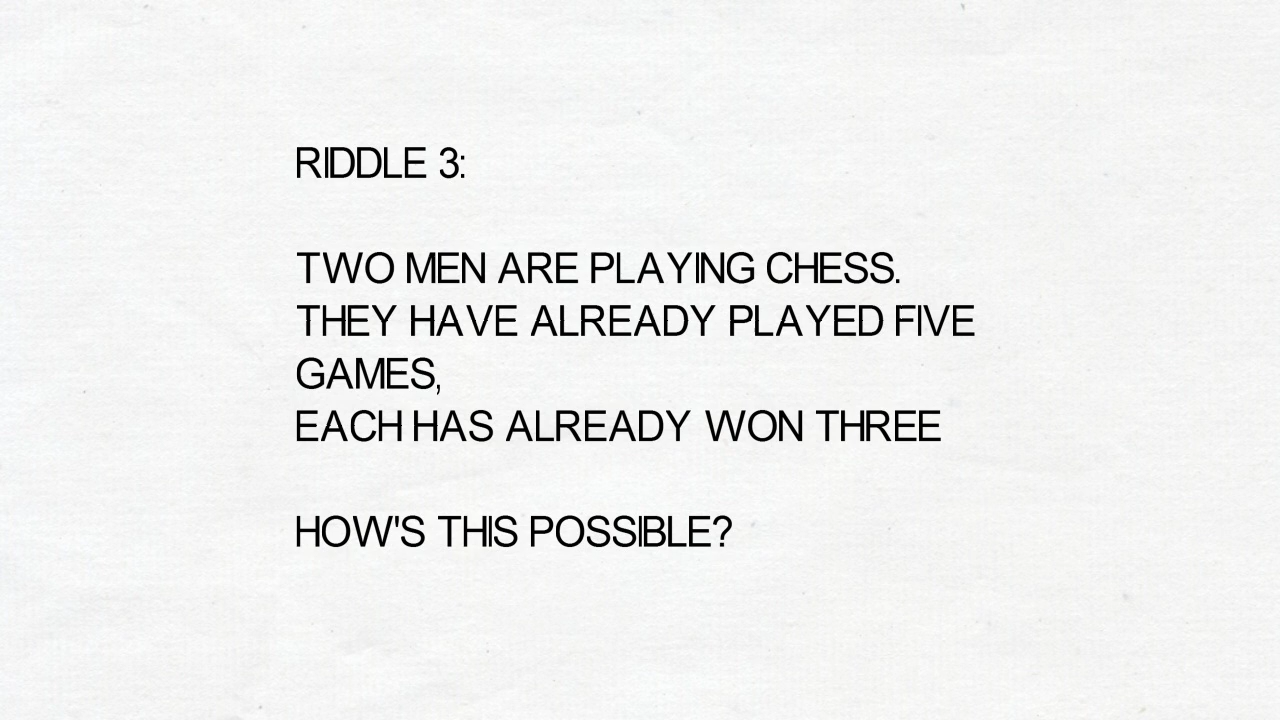 RIDDLE 3:
TWO MEN ARE PLAYING CHESS.
THEY HAVE ALREADY PLAYED FIVE
GAMES,
EACH HAS ALREADY WON THREE
HOW'S THIS POSSIBLE?